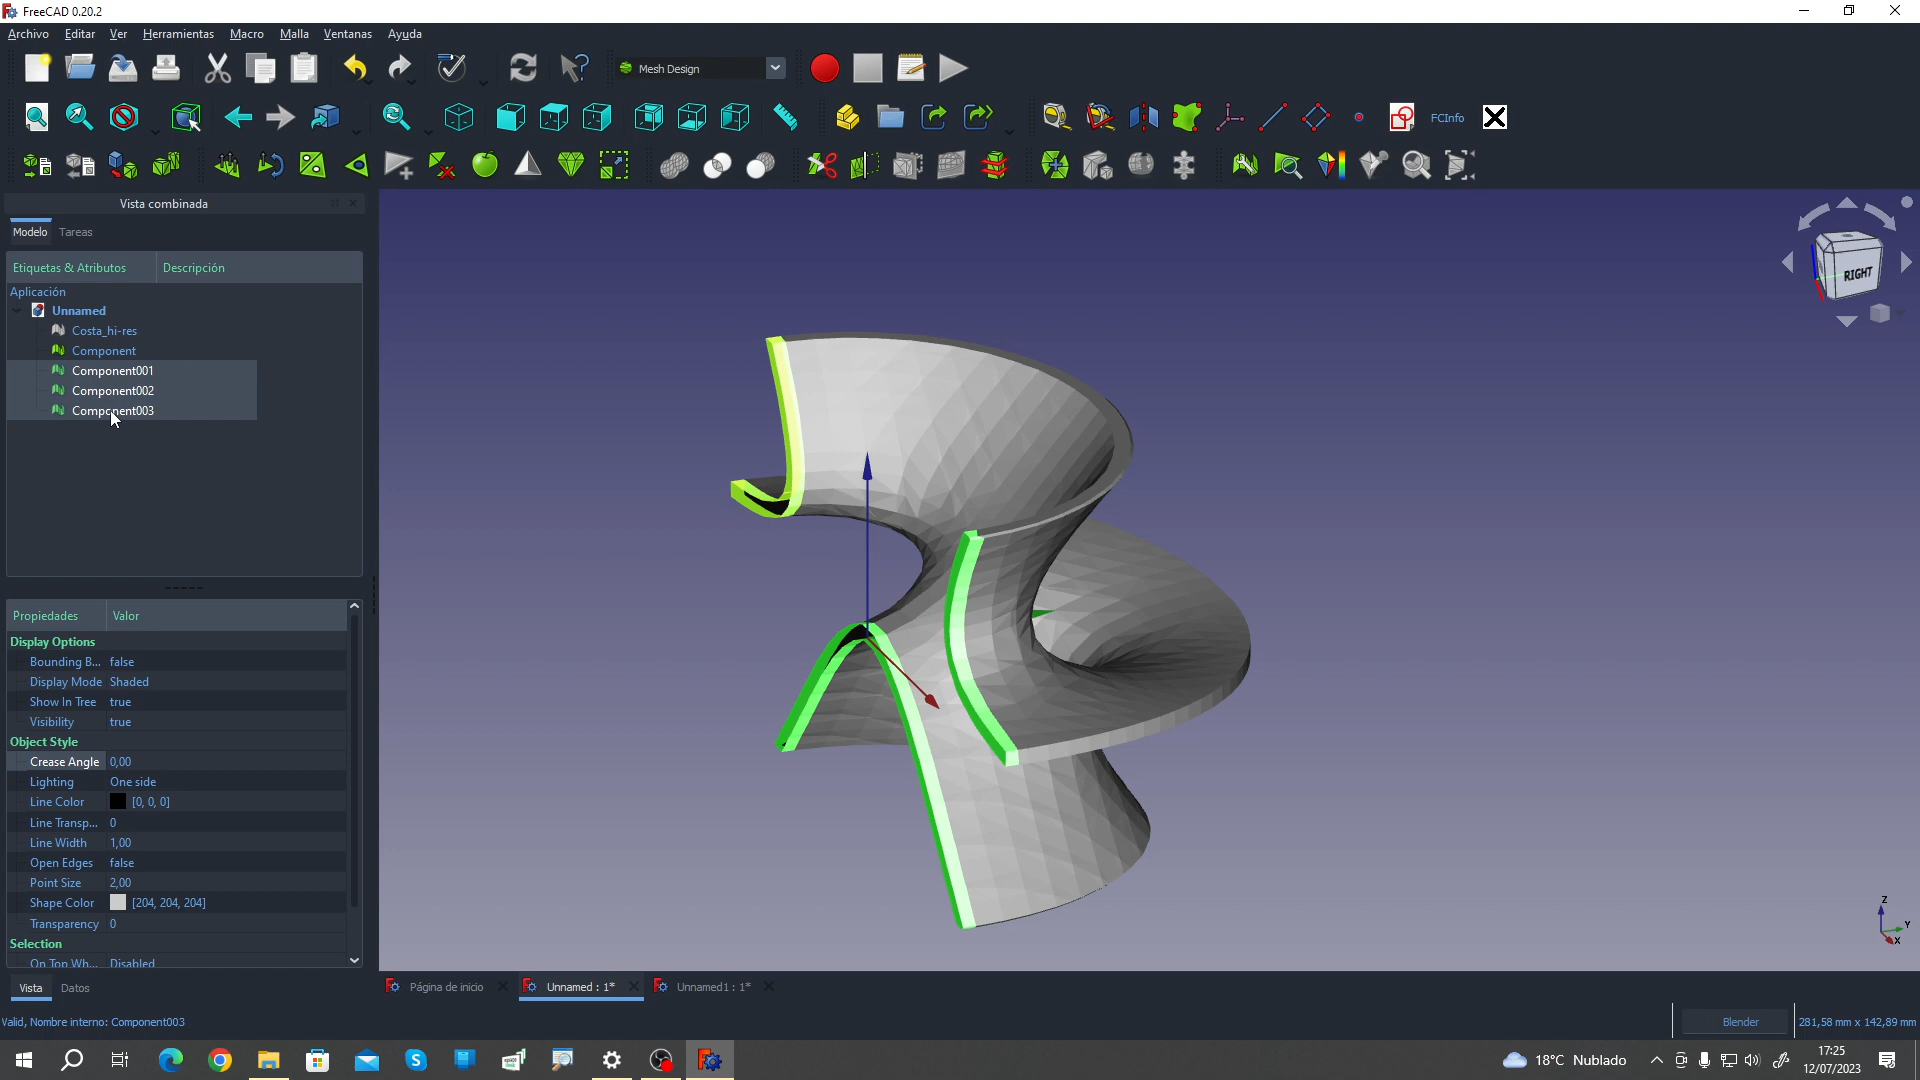 FreeCAD 0.20.2
Archivo Editar Ver Herramientas Macro Malla Ventanas Ayuda
Mesh Design
FCInfo
Vista combinada
Modelo Tareas
Etiquetas & Atributos Descripción
Aplicación
Unnamed
Costa_hi-res
Component
Component001
Component002
Component003
RIGHT
Propiedades Valor
Display Options
Bounding B... false
Display Mode Shaded
Show In Tree true
Visibility true
Object Style
Crease Angle 0,00
Lighting One side
Line Color [0, 0, 0]
Line Transp... 0
Line Width 1,00
Open Edges false
Point Size 2,00
Shape Color [204, 204, 204]
Transparency 0
Selection
On Top Wh... Disabled
Z
Y
X
Vista Datos
Página de inicio Unnamed : 1* Unnamed1 : 1*
Valid, Nombre interno: Component003
Blender 281,58 mm x 142,89 mm
18°C Nublado
17:25
12/07/2023